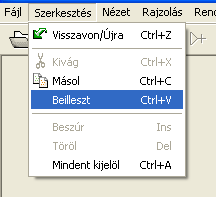 Fájl Szerkesztés Nézet Rajzolás
Visszavon/Újra Ctrl+Z
Kivág Ctrl+X
Másol Ctrl+C
Beilleszt Ctrl+V
Beszúr Ins
Töröl Del
Mindent kijelöl Ctrl+A